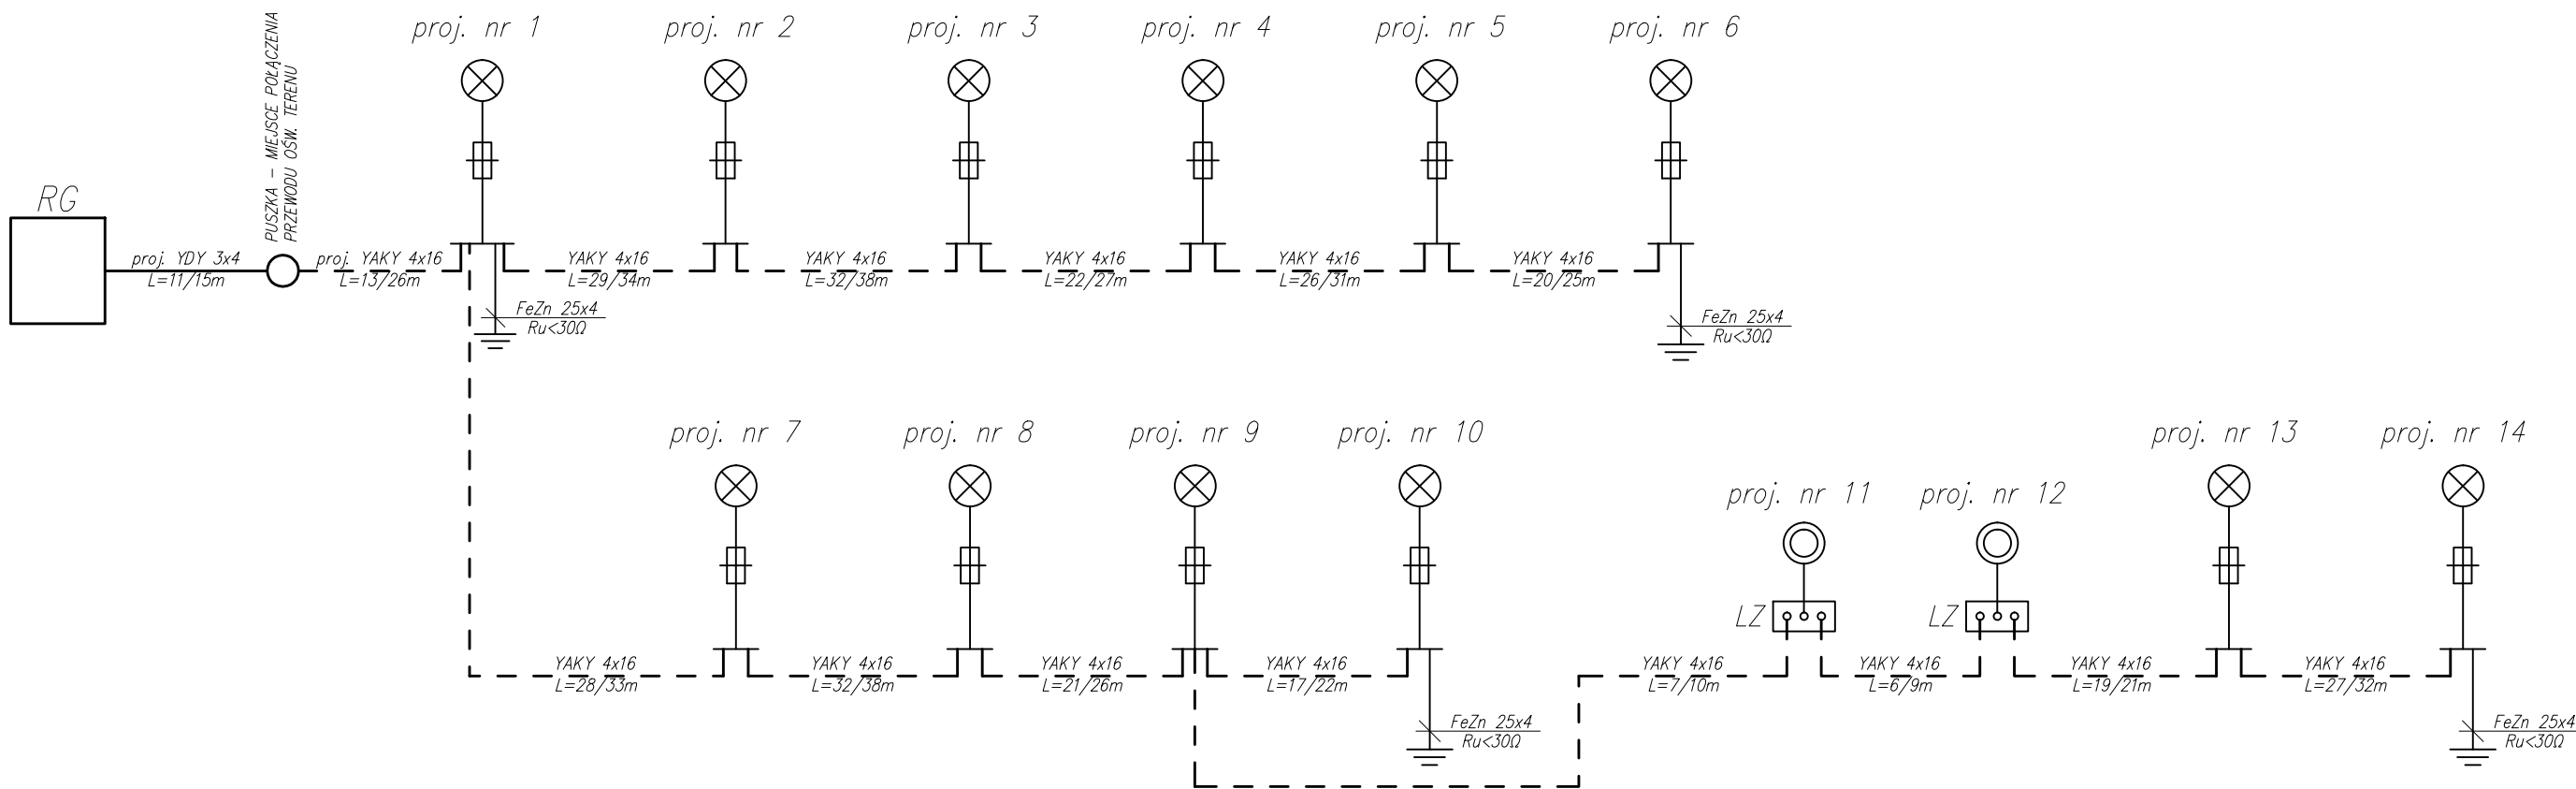 proj. nr 1
proj. nr 2
proj. nr 3
proj. nr 4
proj. nr 5
proj. nr 6
PUSZKA - MIEJSCE POŁĄCZENIA
PRZEWODU OŚW. TERENU
RG
proj. YDY 3x4
L=11/15m
proj. YAKY 4x16
L=13/26m
YAKY 4x16
L=29/34m
YAKY 4x16
L=32/38m
YAKY 4x16
L=22/27m
YAKY 4x16
L=26/31m
YAKY 4x16
L=20/25m
FeZn 25x4
Ru<30Ω
FeZn 25x4
Ru<30Ω
proj. nr 7
proj. nr 8
proj. nr 9
proj. nr 10
proj. nr 11
proj. nr 12
proj. nr 13
proj. nr 14
LZ
LZ
YAKY 4x16
L=28/33m
YAKY 4x16
L=32/38m
YAKY 4x16
L=21/26m
YAKY 4x16
L=17/22m
YAKY 4x16
L=7/10m
YAKY 4x16
L=6/9m
YAKY 4x16
L=19/21m
YAKY 4x16
L=27/32m
FeZn 25x4
Ru<30Ω
FeZn 25x4
Ru<30Ω